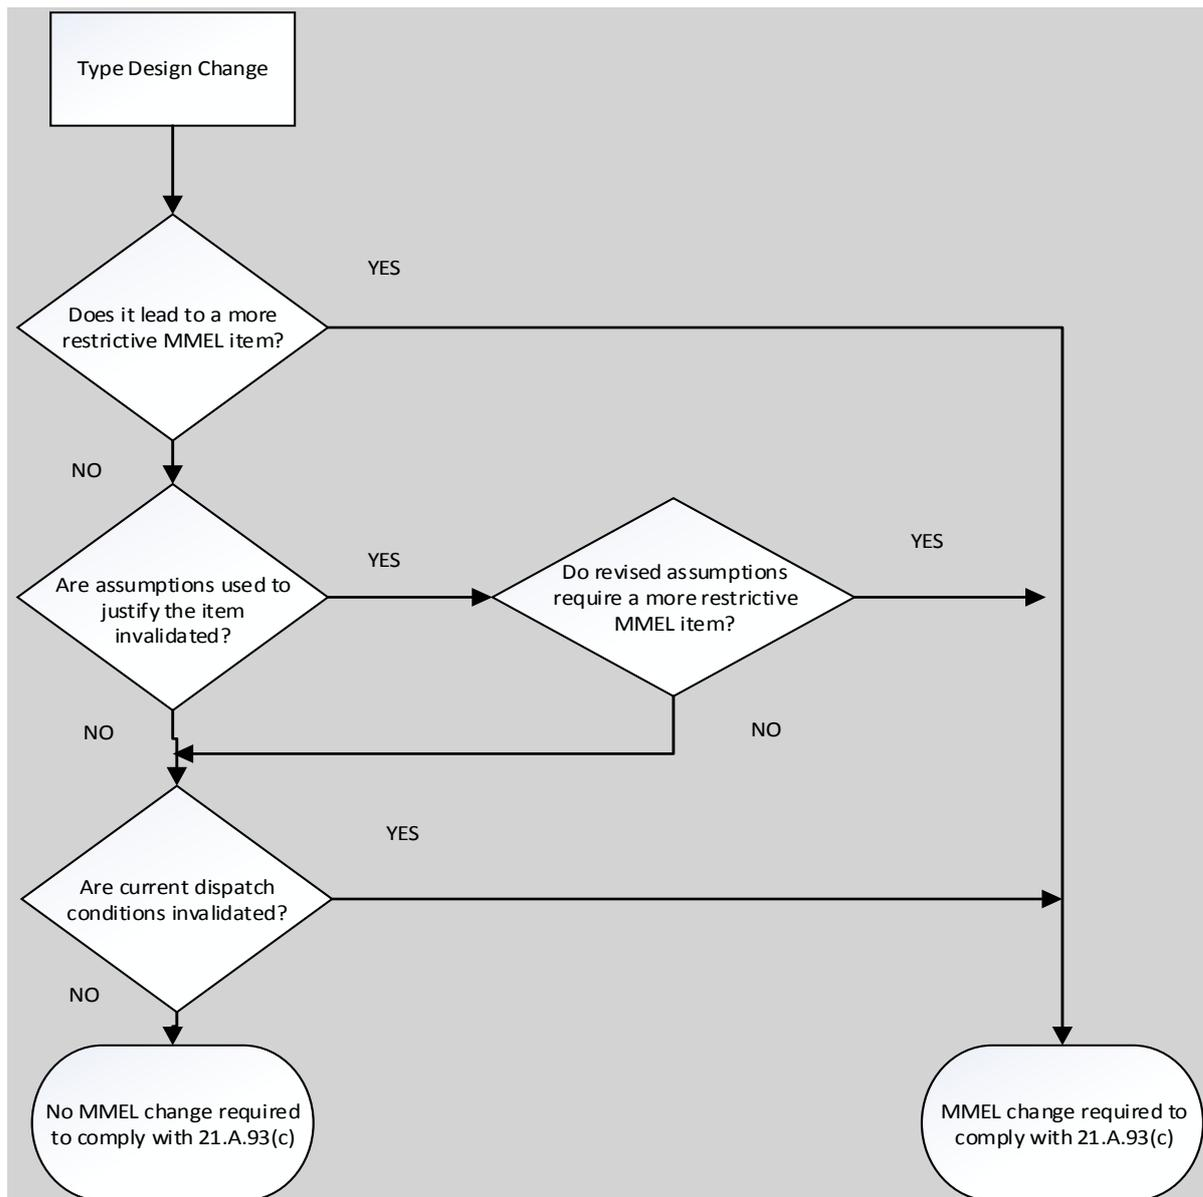 Type Design Change
YES
Does it lead to a more
restrictive MMEL item?
NO
YES
Are assumptions used to
justify the item
invalidated?
YES
Do revised assumptions
require a more restrictive
MMEL item?
NO
NO
YES
Are current dispatch
conditions invalidated?
NO
No MMEL change required
to comply with 21.A.93(c)
MMEL change required to
comply with 21.A.93(c)